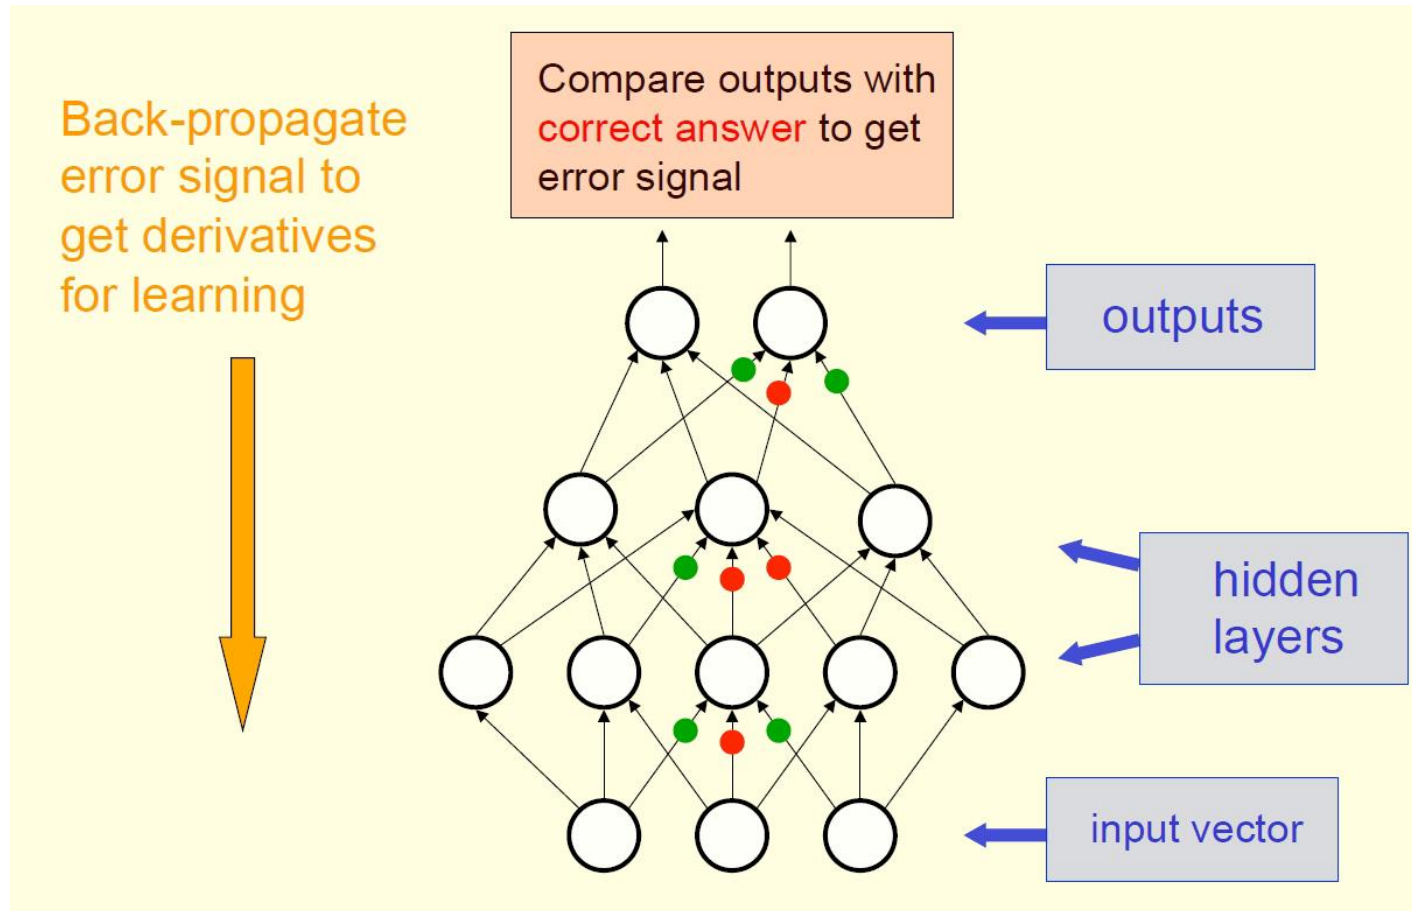 Back-propagate
error signal to
get derivatives
for learning
Compare outputs with
correct answer to get
error signal
outputs
hidden
layers
input vector